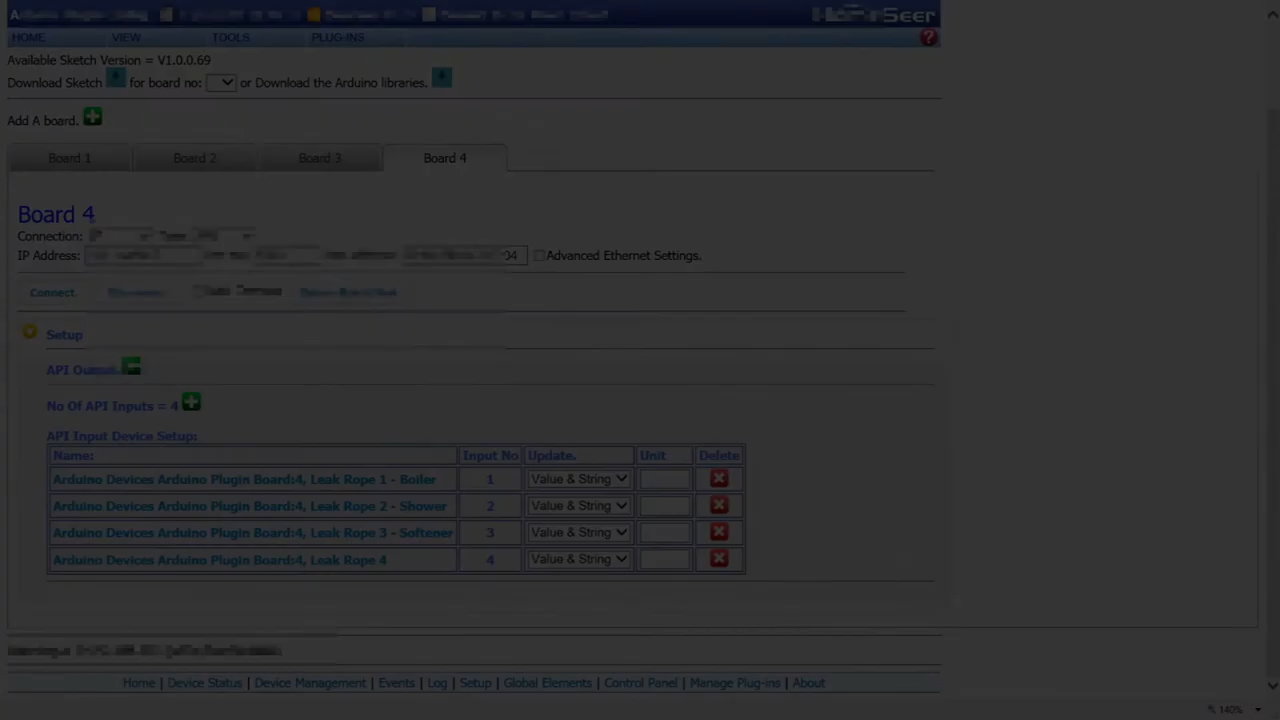 HOME VIEW TOOLS PLUG-INS
Available Sketch Version = V1.0.0.69
Download Sketch for board no: or Download the Arduino libraries.
Add A board.
Board 1 Board 2 Board 3 Board 4
Board 4
Connection:
IP Address: 04 Advanced Ethernet Settings.
Connect.
Setup
API Output.
No Of API Inputs = 4
API Input Device Setup:
Name: Input No Update. Unit Delete
Arduino Devices Arduino Plugin Board:4, Leak Rope 1 - Boiler 1 Value & String
Arduino Devices Arduino Plugin Board:4, Leak Rope 2 - Shower 2 Value & String
Arduino Devices Arduino Plugin Board:4, Leak Rope 3 - Softener 3 Value & String
Arduino Devices Arduino Plugin Board:4, Leak Rope 4 4 Value & String
Home | Device Status | Device Management | Events | Log | Setup | Global Elements | Control Panel | Manage Plug-ins | About
140%